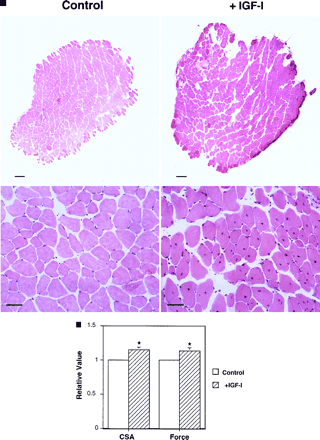 Control
+ IGF-I
1.5
*
*
1
0.5
0
Relative Value
CSA
Force
Control
+IGF-I